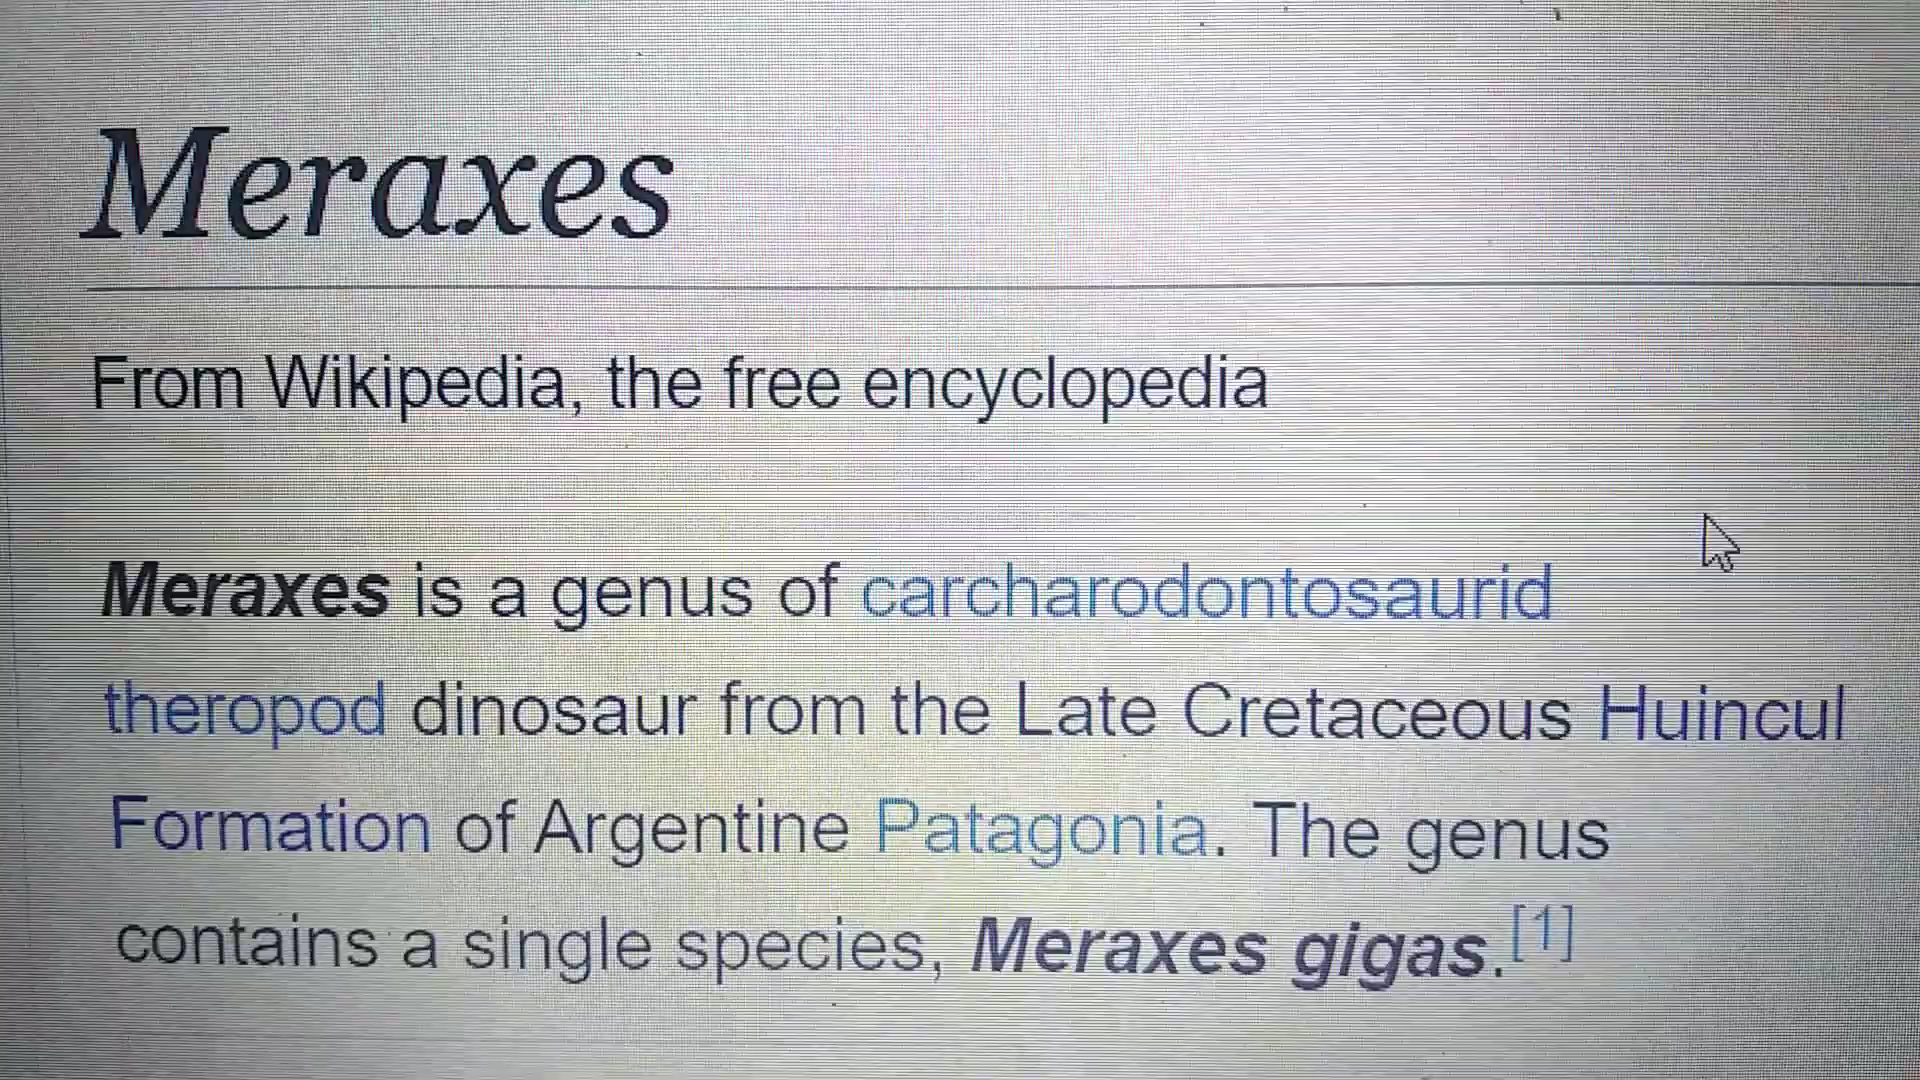 Meraxes
From Wikipedia, the free encyclopedia
Meraxes is a genus of carcharodontosaurid
theropod dinosaur from the Late Cretaceous Huincul
Formation of Argentine Patagonia. The genus
contains a single species, Meraxes gigas.[1]